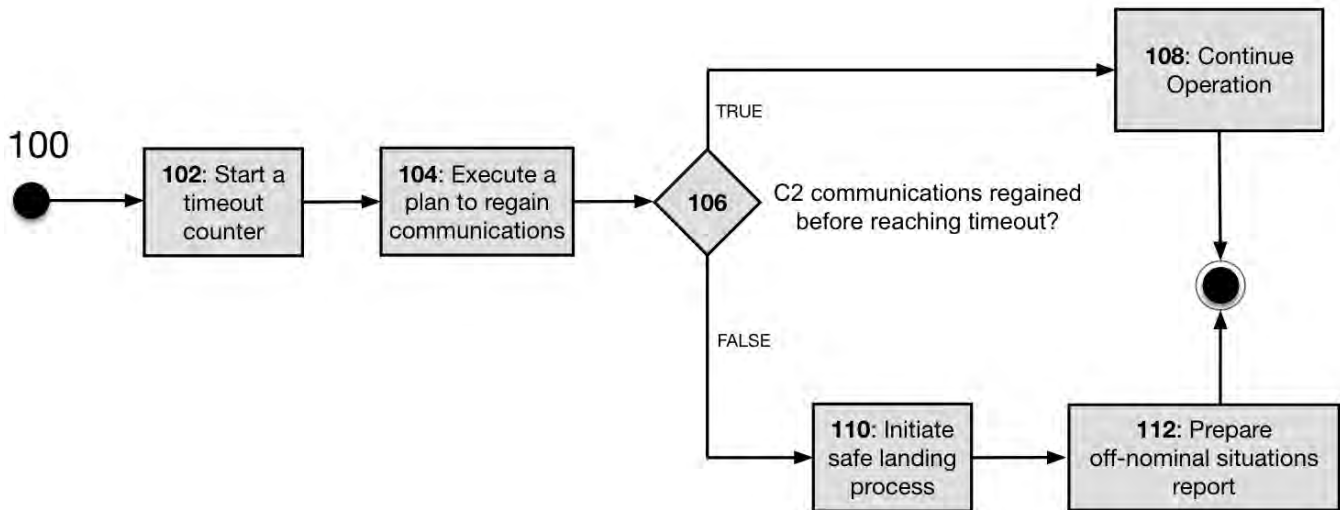 100
102: Start a
timeout
counter
104: Execute a
plan to regain
communications
106
C2 communications regained
before reaching timeout?
TRUE
108: Continue
Operation
FALSE
110: Initiate
safe landing
process
112: Prepare
off-nominal situations
report